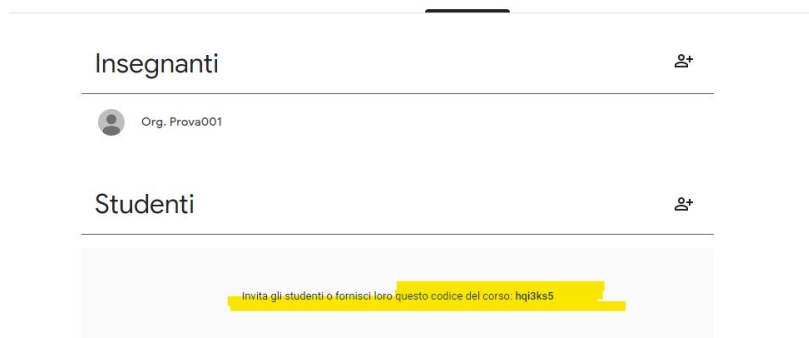 Insegnanti
Org. Prova001
Studenti
Invita gli studenti o fornisci loro questo codice del corso: hqi3ks5